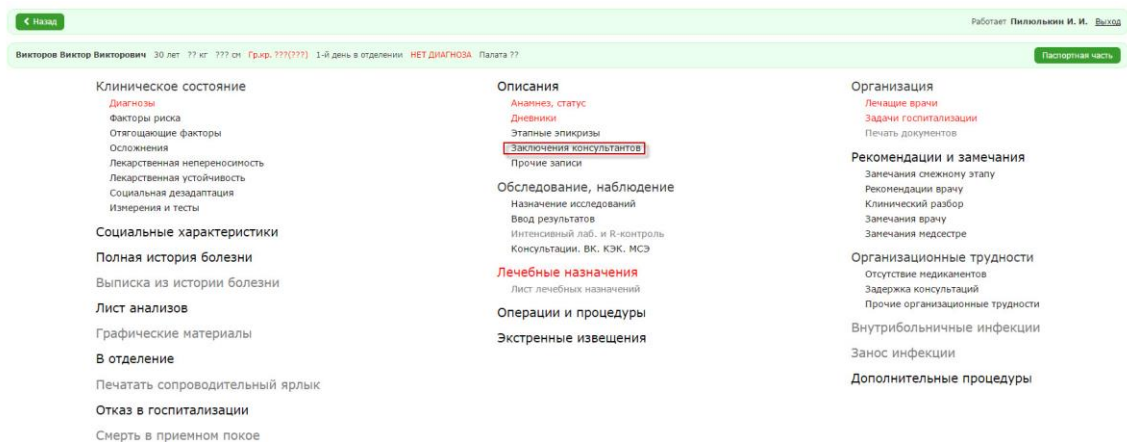 Назад
Работает Пилюлькин И. И. Выход
Викторов Виктор Викторович 30 лет ?? кг ??? см Гр.кр. ???(???) 1-й день в отделении НЕТ ДИАГНОЗА Палата ??
Паспортная часть
Клиническое состояние
Диагнозы
Факторы риска
Отягощающие факторы
Осложнения
Лекарственная непереносимость
Лекарственная устойчивость
Социальная дезадаптация
Измерения и тесты
Социальные характеристики
Полная история болезни
Выписка из истории болезни
Лист анализов
Графические материалы
В отделение
Печатать сопроводительный ярлык
Отказ в госпитализации
Смерть в приемном покое
Описания
Анамнез, статус
Дневники
Этапные эпикризы
Заключения консультантов
Прочие записи
Обследование, наблюдение
Назначение исследований
Ввод результатов
Интенсивный лаб. и R-контроль
Консультации. ВК. КЭК. МСЭ
Лечебные назначения
Лист лечебных назначений
Операции и процедуры
Экстренные извещения
Организация
Лечащие врачи
Задачи госпитализации
Печать документов
Рекомендации и замечания
Замечания смежному этапу
Рекомендации врачу
Клинический разбор
Замечания врачу
Замечания медсестре
Организационные трудности
Отсутствие медикаментов
Задержка консультаций
Прочие организационные трудности
Внутрибольничные инфекции
Занос инфекции
Дополнительные процедуры